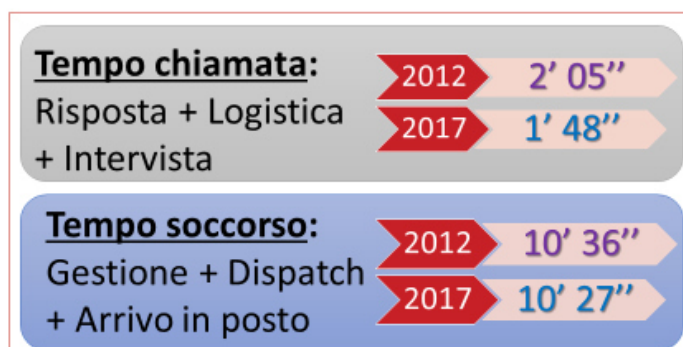 Tempo chiamata:
Risposta + Logistica
+ Intervista
2012 2’ 05’’
2017 1’ 48’’
Tempo soccorso:
Gestione + Dispatch
+ Arrivo in posto
2012 10’ 36’’
2017 10’ 27’’